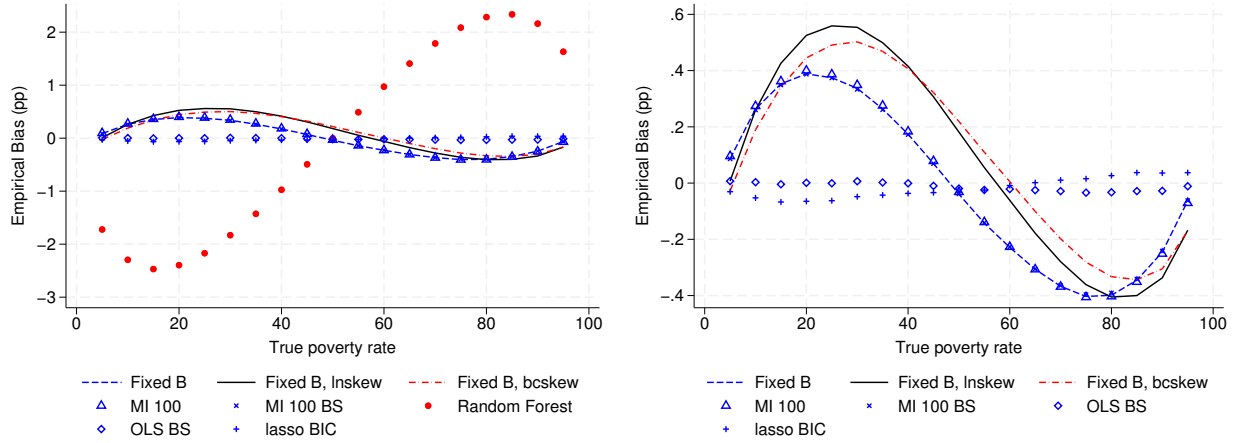 2
1
0
−1
−2
−3
Empirical Bias (pp)
0 20 40 60 80 100
True poverty rate
Fixed B Fixed B, lnskew Fixed B, bcskew
MI 100 MI 100 BS Random Forest
OLS BS lasso BIC
.6
.4
.2
0
−.2
−.4
Empirical Bias (pp)
0 20 40 60 80 100
True poverty rate
Fixed B Fixed B, lnskew Fixed B, bcskew
MI 100 MI 100 BS OLS BS
lasso BIC